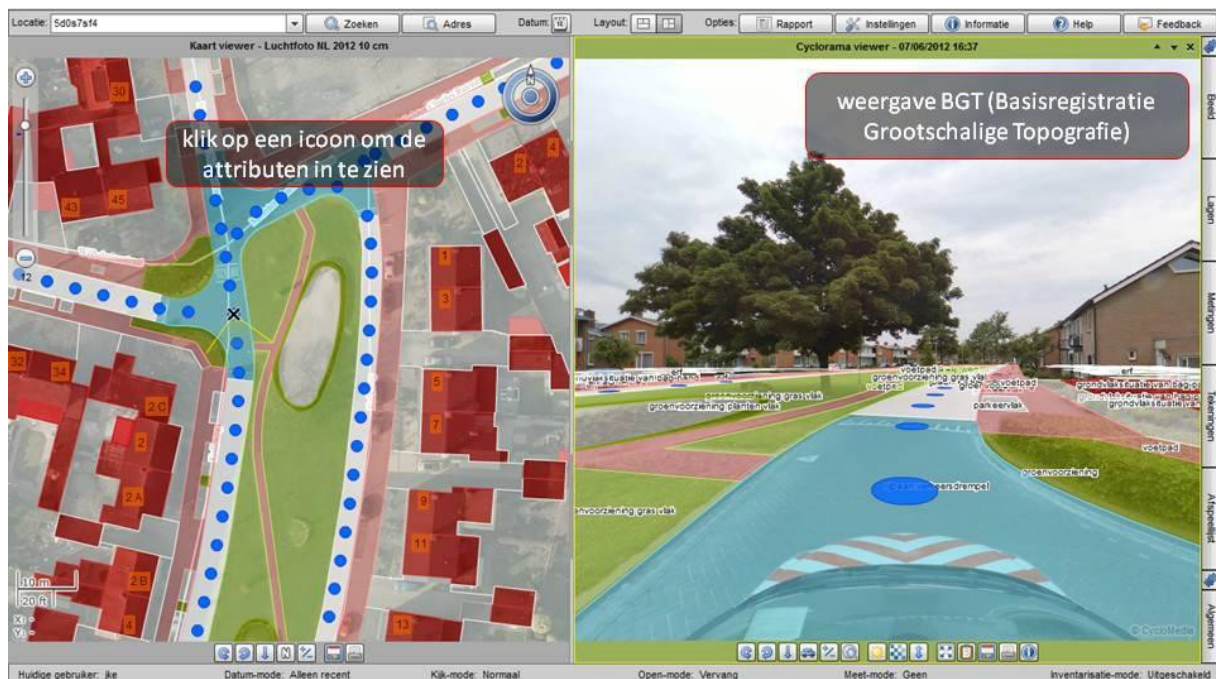 Locatie: 5d0s7sf4 Zoeken Adres Datum: Layout: Opties: Rapport Instellingen Informatie Help Feedback
Kaart viewer - Luchtfoto NL 2012 10 cm
Cyclorama viewer - 07/06/2012 16:37
klik op een icoon om de
attributen in te zien
weergave BGT (Basisregistratie
Grootschalige Topografie)
30
43
45
2
4
1
3
12
32
34
5
7
2 C
2
2 A
9
11
2 B
4
13
10 m
20 ft
X: -
Y: -
N
erf
voetpad
groenvoorziening gras vlak
voetpad
groenvoorziening planten vlak
parkeervlak
erf
voetpad
groenvoorziening
groenvoorziening gras vlak
© CycloMedia
Beeld
Lagen
Metingen
Tekeningen
Afspeellijst
Algemeen
Huidige gebruiker: jke Datum-mode: Alleen recent Kijk-mode: Normaal Open-mode: Vervang Meet-mode: Geen Inventarisatie-mode: Uitgeschakeld